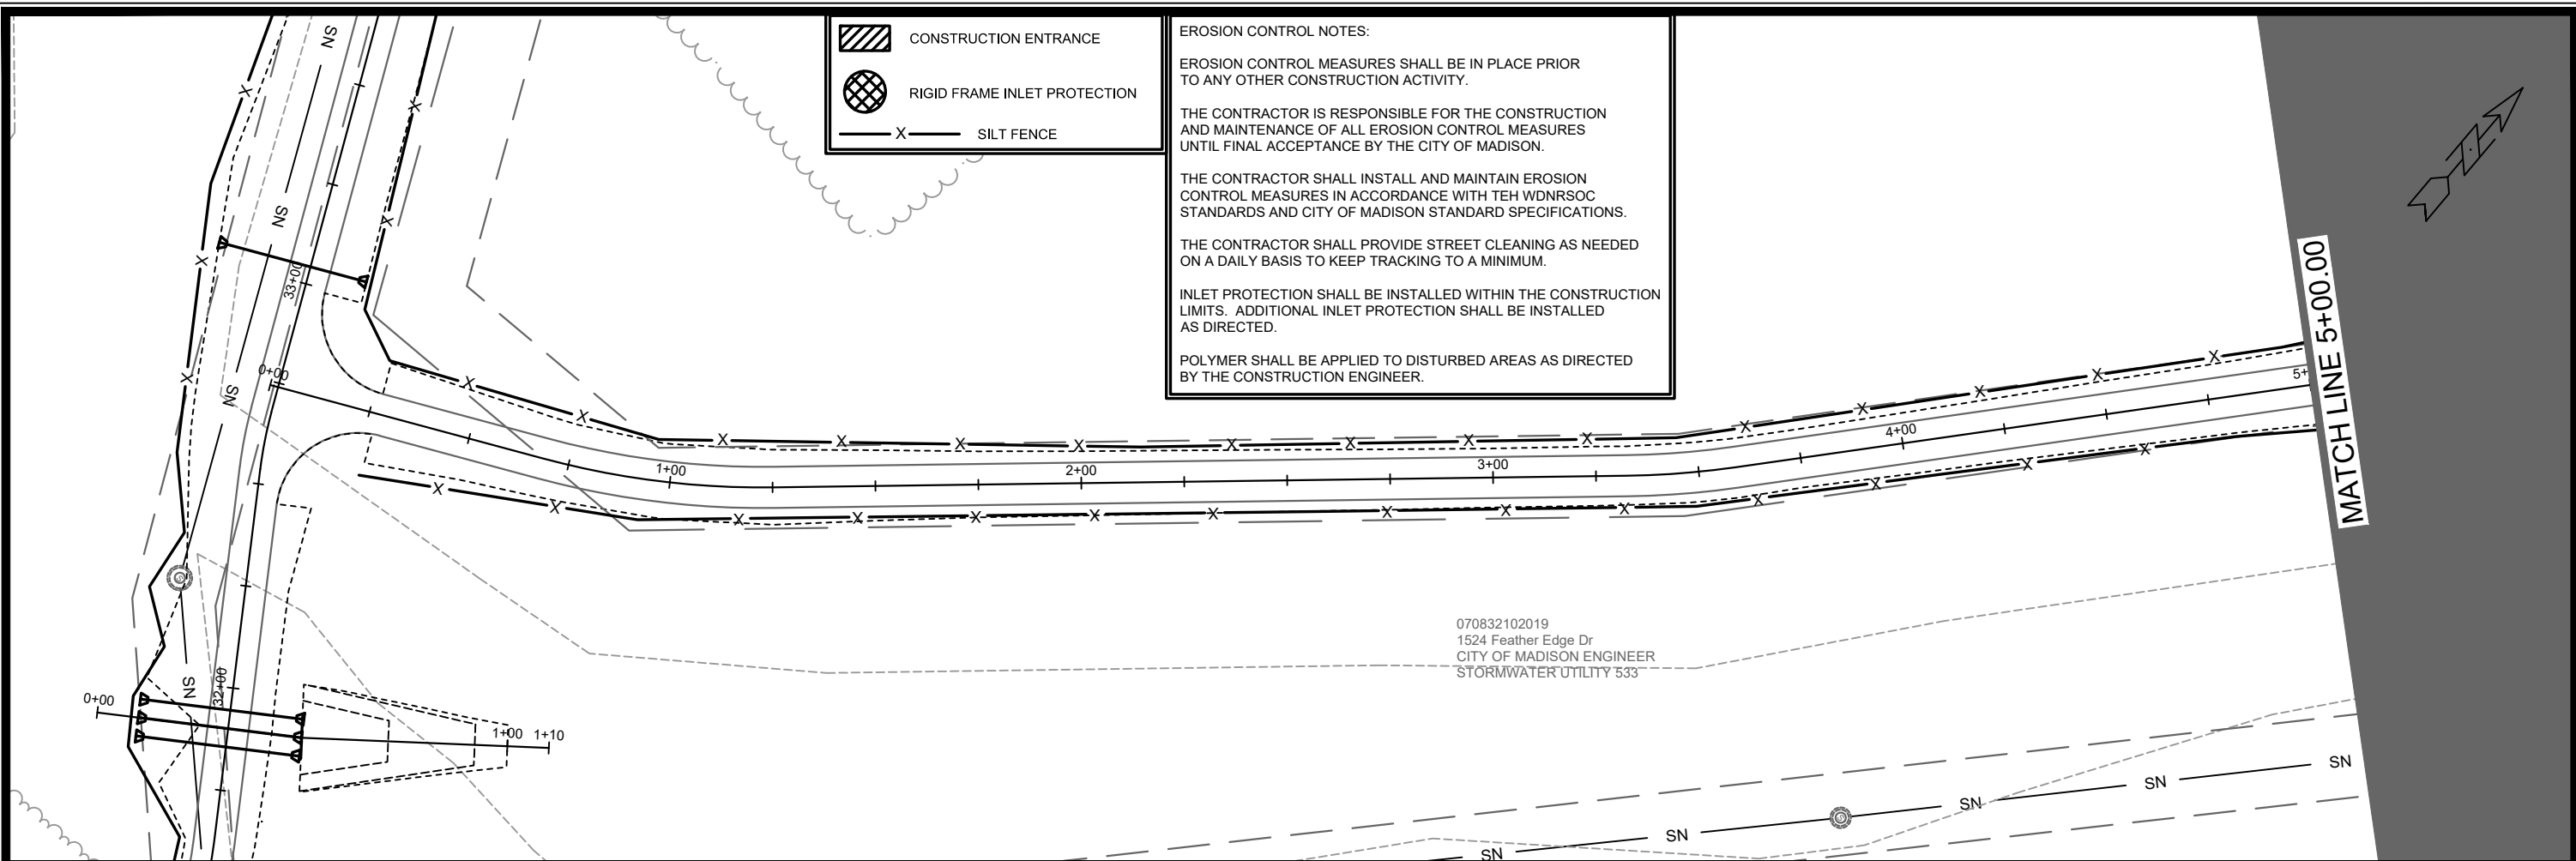 CONSTRUCTION ENTRANCE
RIGID FRAME INLET PROTECTION
X SILT FENCE
EROSION CONTROL NOTES:
EROSION CONTROL MEASURES SHALL BE IN PLACE PRIOR
TO ANY OTHER CONSTRUCTION ACTIVITY.
THE CONTRACTOR IS RESPONSIBLE FOR THE CONSTRUCTION
AND MAINTENANCE OF ALL EROSION CONTROL MEASURES
UNTIL FINAL ACCEPTANCE BY THE CITY OF MADISON.
THE CONTRACTOR SHALL INSTALL AND MAINTAIN EROSION
CONTROL MEASURES IN ACCORDANCE WITH TEH WDNRSOC
STANDARDS AND CITY OF MADISON STANDARD SPECIFICATIONS.
THE CONTRACTOR SHALL PROVIDE STREET CLEANING AS NEEDED
ON A DAILY BASIS TO KEEP TRACKING TO A MINIMUM.
INLET PROTECTION SHALL BE INSTALLED WITHIN THE CONSTRUCTION
LIMITS. ADDITIONAL INLET PROTECTION SHALL BE INSTALLED
AS DIRECTED.
POLYMER SHALL BE APPLIED TO DISTURBED AREAS AS DIRECTED
BY THE CONSTRUCTION ENGINEER.
SN
SN
33+00
0+00
SN
1+00
2+00
3+00
4+00
5+
MATCH LINE 5+00.00
070832102019
1524 Feather Edge Dr
CITY OF MADISON ENGINEER
STORMWATER UTILITY 533
SN
32+00
0+00
1+00
1+10
SN
SN
SN
SN
SN